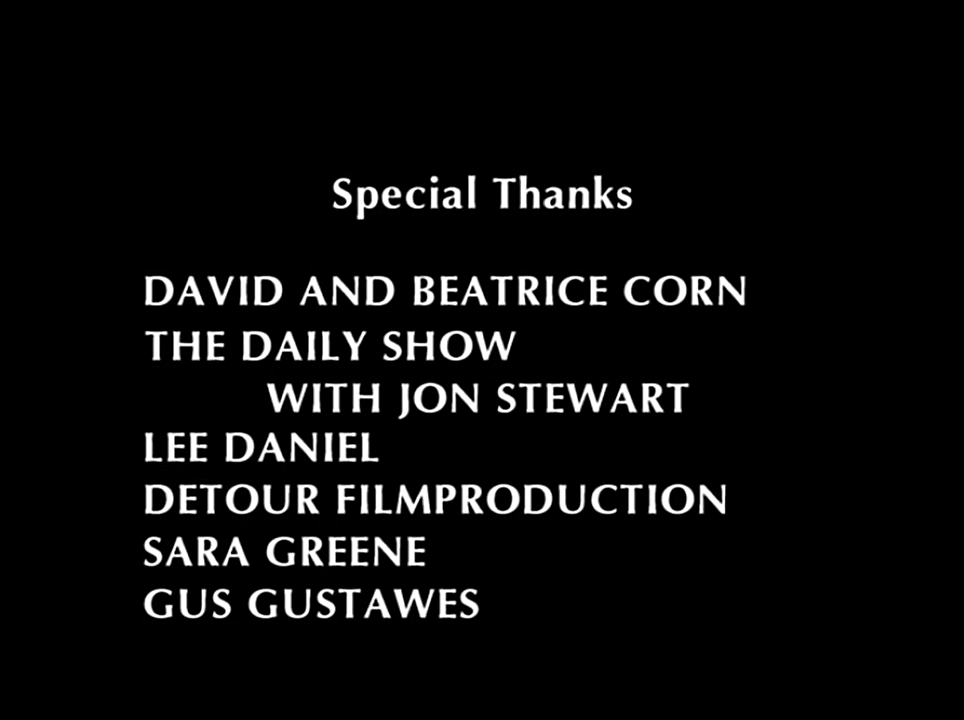 Special Thanks
DAVID AND BEATRICE CORN
THE DAILY SHOW
WITH JON STEWART
LEE DANIEL
DETOUR FILMPRODUCTION
SARA GREENE
GUS GUSTAWES